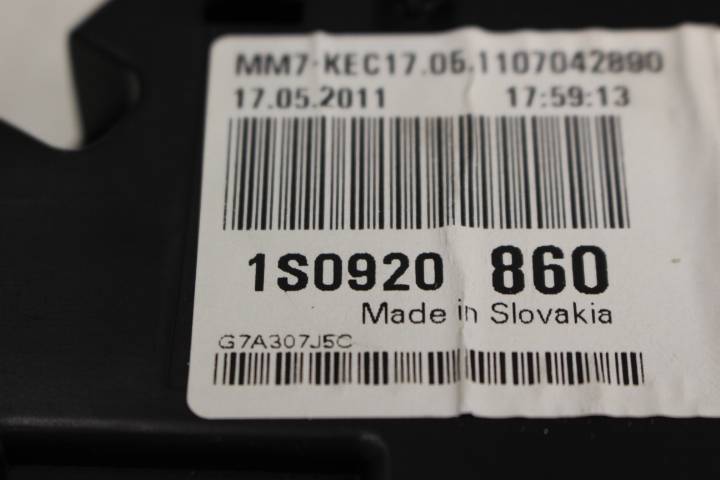 MM7-KEC17.05.1107042890
17.05.2011 17:59:13
1S0920 860
Made in Slovakia
G7A307J5C